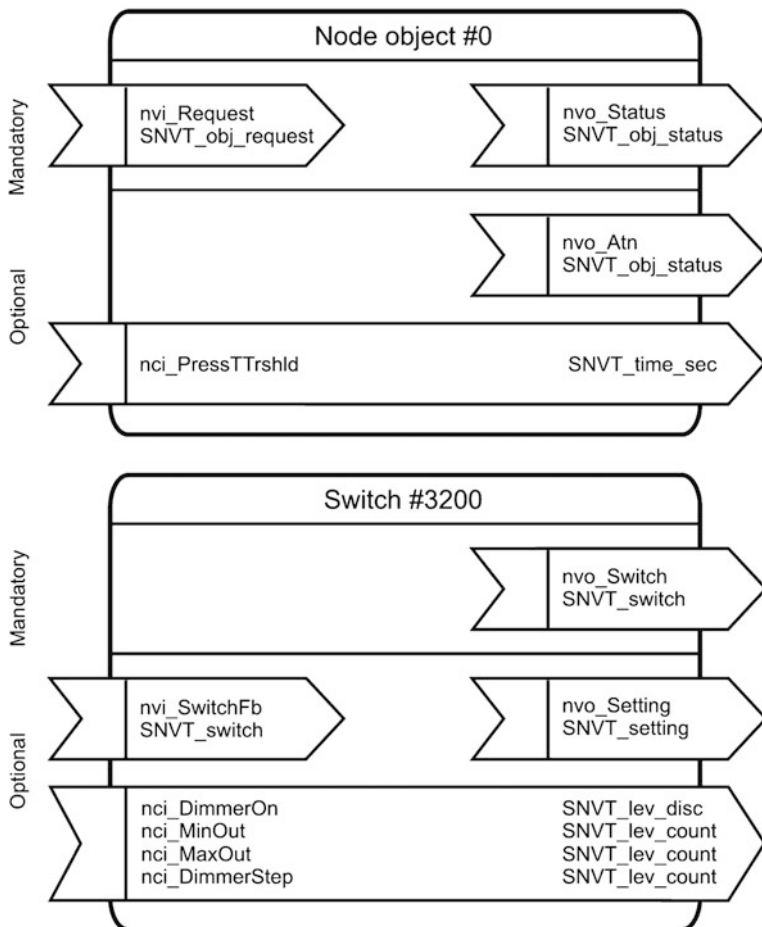 Node object #0
Mandatory
nvi_Request
SNVT_obj_request
nvo_Status
SNVT_obj_status
Optional
nvo_Atn
SNVT_obj_status
nci_PressTTrshld SNVT_time_sec
Switch #3200
Mandatory
nvo_Switch
SNVT_switch
Optional
nvi_SwitchFb
SNVT_switch
nvo_Setting
SNVT_setting
nci_DimmerOn SNVT_lev_disc
nci_MinOut SNVT_lev_count
nci_MaxOut SNVT_lev_count
nci_DimmerStep SNVT_lev_count